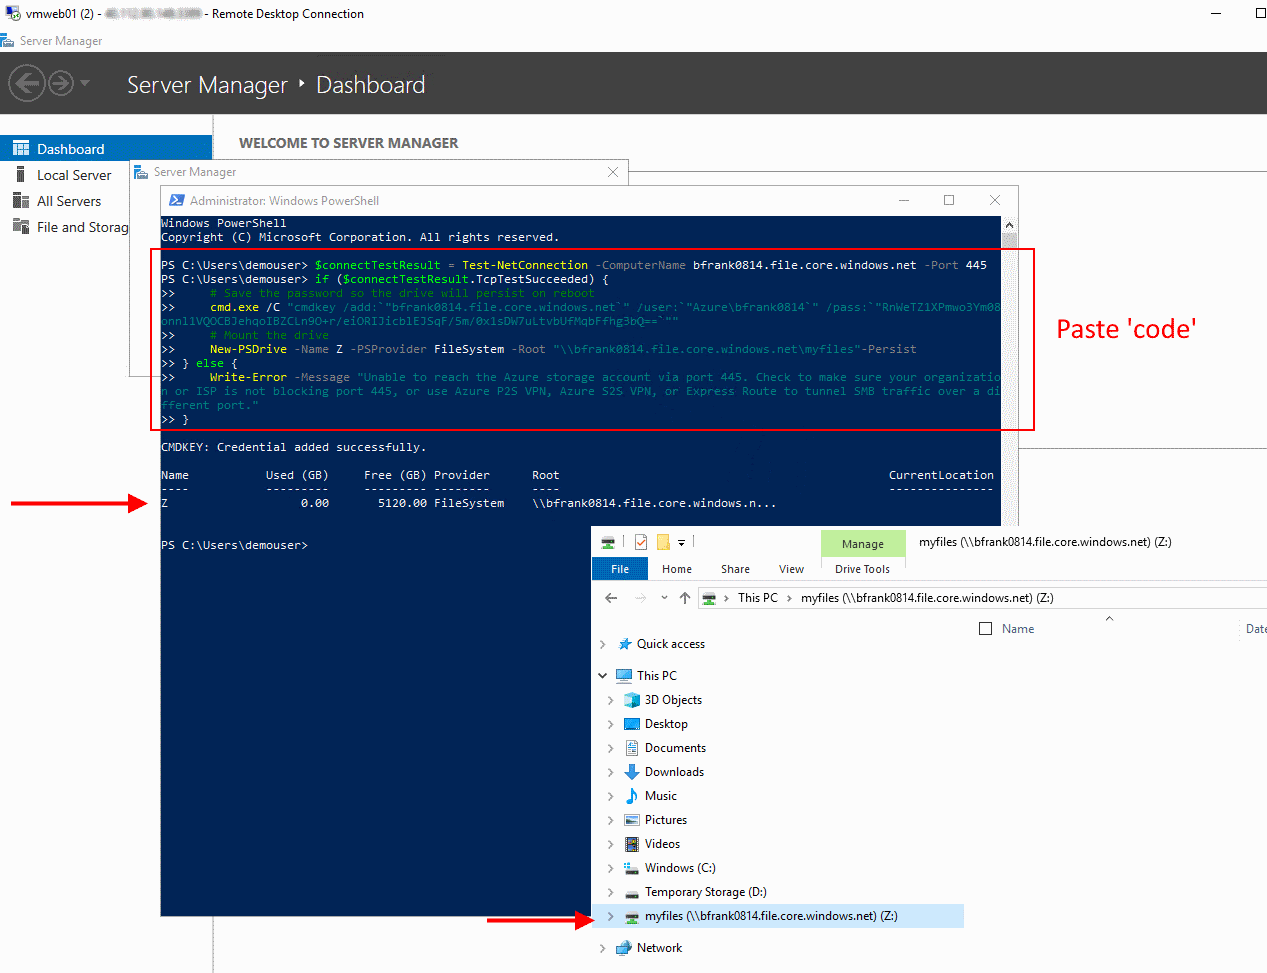 vmweb01 (2) - - Remote Desktop Connection
Server Manager
Server Manager ‣ Dashboard
WELCOME TO SERVER MANAGER
Dashboard
Local Server
All Servers
File and Storag
Server Manager
Administrator: Windows PowerShell
Windows PowerShell
Copyright (C) Microsoft Corporation. All rights reserved.
PS C:\Users\demouser> $connectTestResult = Test-NetConnection -ComputerName bfrank0814.file.core.windows.net -Port 445
PS C:\Users\demouser> if ($connectTestResult.TcpTestSucceeded) {
>> # Save the password so the drive will persist on reboot
>> cmd.exe /C "cmdkey /add:`"bfrank0814.file.core.windows.net`" /user:`"Azure\bfrank0814`" /pass:`"
>> # Mount the drive
>> New-PSDrive -Name Z -PSProvider FileSystem -Root "\\bfrank0814.file.core.windows.net\myfiles"-Persist
>> } else {
>> Write-Error -Message "Unable to reach the Azure storage account via port 445. Check to make sure your organizatio
n or ISP is not blocking port 445, or use Azure P2S VPN, Azure S2S VPN, or Express Route to tunnel SMB traffic over a di
fferent port."
>> }
Paste 'code'
CMDKEY: Credential added successfully.
Name Used (GB) Free (GB) Provider Root CurrentLocation
---- --------- --------- -------- ---- ---------------
Z 0.00 5120.00 FileSystem \\bfrank0814.file.core.windows.n...
PS C:\Users\demouser>
Manage
myfiles (\\bfrank0814.file.core.windows.net) (Z:)
File Home Share View Drive Tools
This PC › myfiles (\\bfrank0814.file.core.windows.net) (Z:)
Name Date
Quick access
This PC
3D Objects
Desktop
Documents
Downloads
Music
Pictures
Videos
Windows (C:)
Temporary Storage (D:)
myfiles (\\bfrank0814.file.core.windows.net) (Z:)
Network